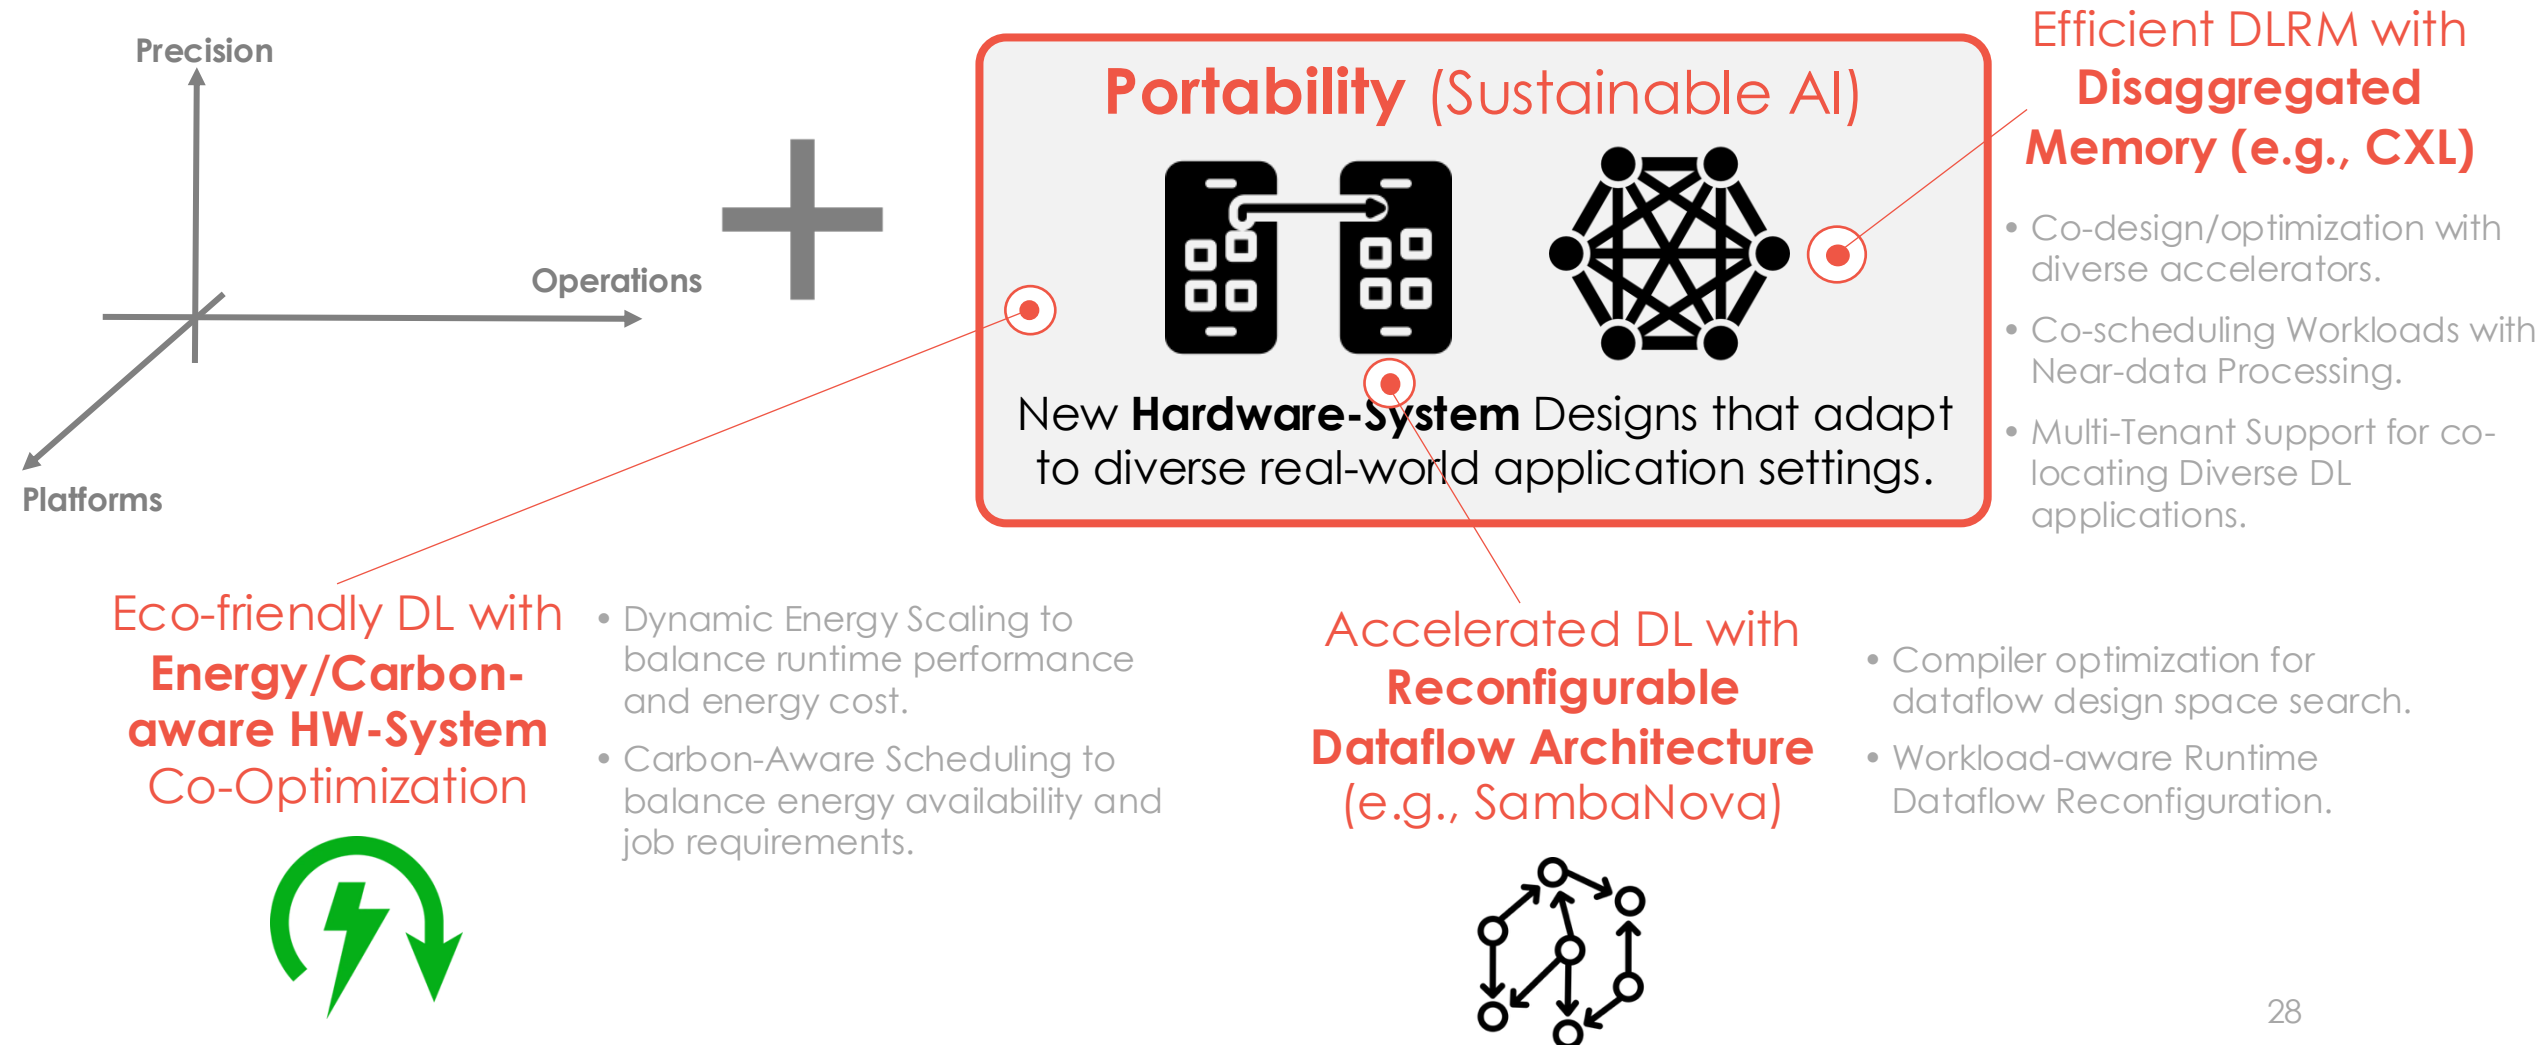 Precision
Operations
Platforms
Portability (Sustainable AI)
New Hardware-System Designs that adapt
to diverse real-world application settings.
Efficient DLRM with
Disaggregated
Memory (e.g., CXL)
• Co-design/optimization with
diverse accelerators.
• Co-scheduling Workloads with
Near-data Processing.
• Multi-Tenant Support for co-
locating Diverse DL
applications.
Eco-friendly DL with
Energy/Carbon-
aware HW-System
Co-Optimization
• Dynamic Energy Scaling to
balance runtime performance
and energy cost.
• Carbon-Aware Scheduling to
balance energy availability and
job requirements.
Accelerated DL with
Reconfigurable
Dataflow Architecture
(e.g., SambaNova)
• Compiler optimization for
dataflow design space search.
• Workload-aware Runtime
Dataflow Reconfiguration.
28